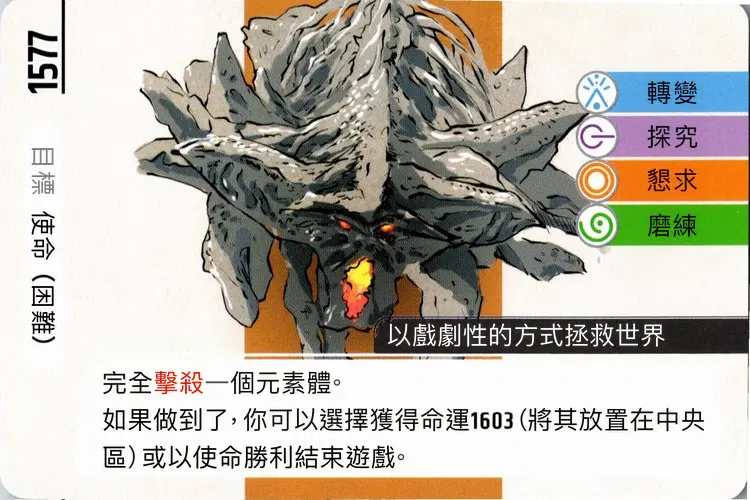 1577
目標 使命（困難）
轉變
探究
懇求
磨練
以戲劇性的方式拯救世界
完全擊殺一個元素體。
如果做到了，你可以選擇獲得命運1603（將其放置在中央
區）或以使命勝利結束遊戲。